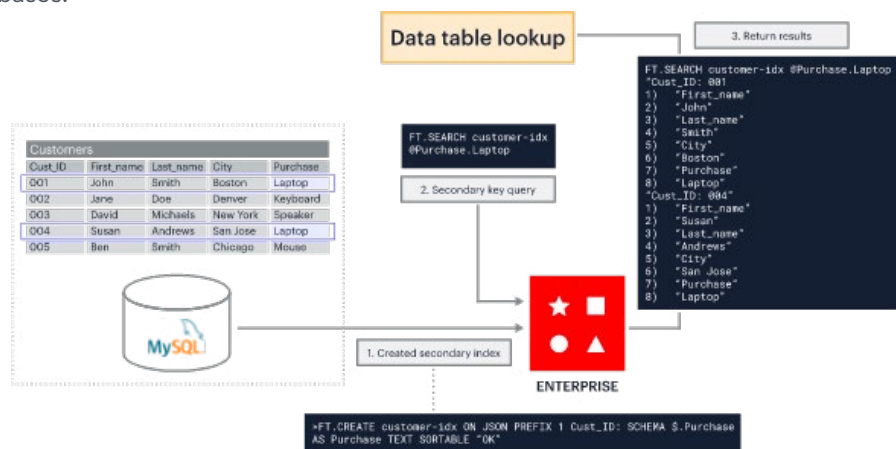 Data table lookup
3. Return results
FT.SEARCH customer-idx @Purchase.Laptop
"Cust_ID: 001
1) "First_name"
2) "John"
3) "Last_name"
4) "Smith"
5) "City"
6) "Boston"
7) "Purchase"
8) "Laptop"
"Cust_ID: 004"
1) "First_name"
2) "Susan"
3) "Last_name"
4) "Andrews"
5) "City"
6) "San Jose"
7) "Purchase"
8) "Laptop"
FT.SEARCH customer-idx
@Purchase.Laptop
2. Secondary key query
Customers
Cust_ID First_name Last_name City Purchase
001 John Smith Boston Laptop
002 Jane Doe Denver Keyboard
003 David Michaels New York Speaker
004 Susan Andrews San Jose Laptop
005 Ben Smith Chicago Mouse
MySQL
1. Created secondary index
ENTERPRISE
>FT.CREATE customer-idx ON JSON PREFIX 1 Cust_ID: SCHEMA $.Purchase
AS Purchase TEXT SORTABLE "OK"